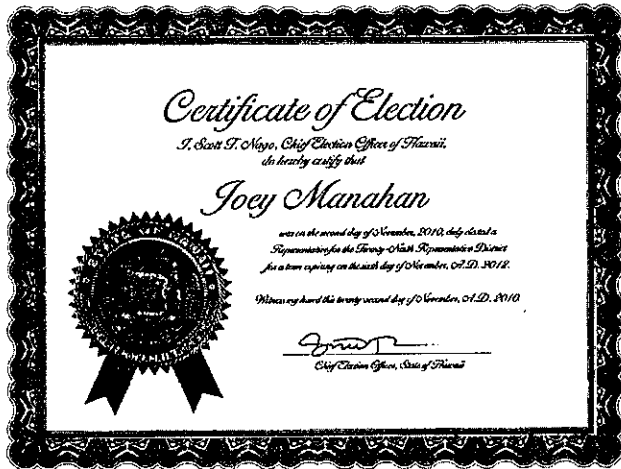 Certificate of Election
I, Scott T. Nago, Chief Election Officer of Hawaii,
do hereby certify that
Joey Manahan
was on the second day of November, 2010, duly elected a
Representative for the Twenty-Ninth Representative District
for a term expiring on the sixth day of November, A.D. 2012.
Witness my hand this twenty second day of November, A.D. 2010.
Chief Election Officer, State of Hawaii